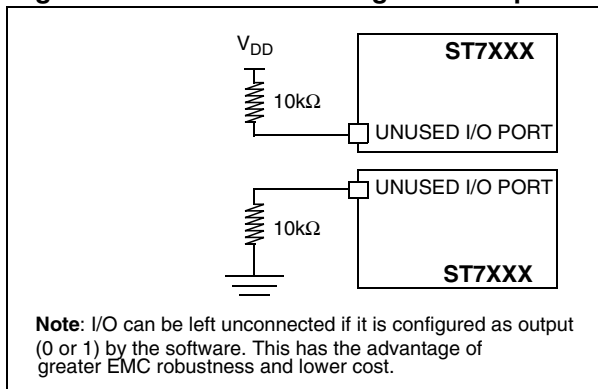 V_DD
ST7XXX
10kΩ
UNUSED I/O PORT
UNUSED I/O PORT
10kΩ
ST7XXX
Note: I/O can be left unconnected if it is configured as output
(0 or 1) by the software. This has the advantage of
greater EMC robustness and lower cost.